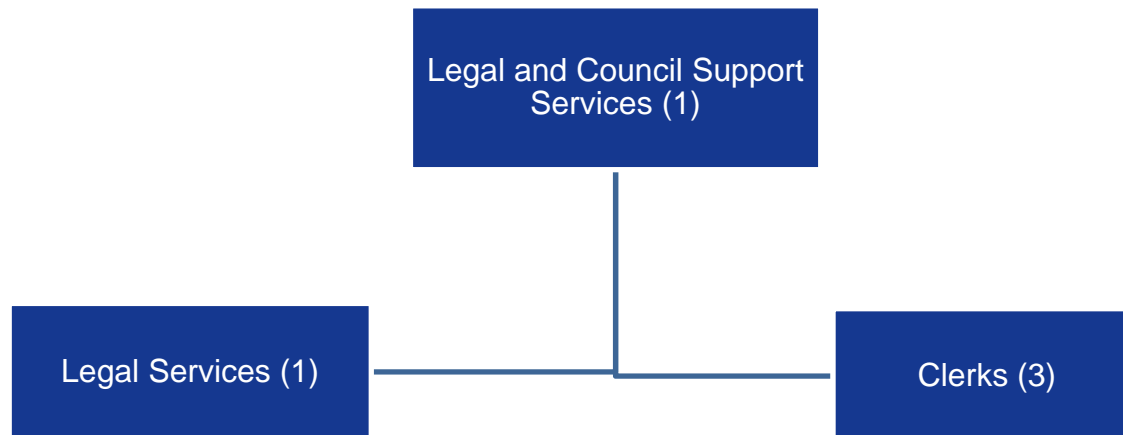 Legal and Council Support
Services (1)
Legal Services (1)
Clerks (3)